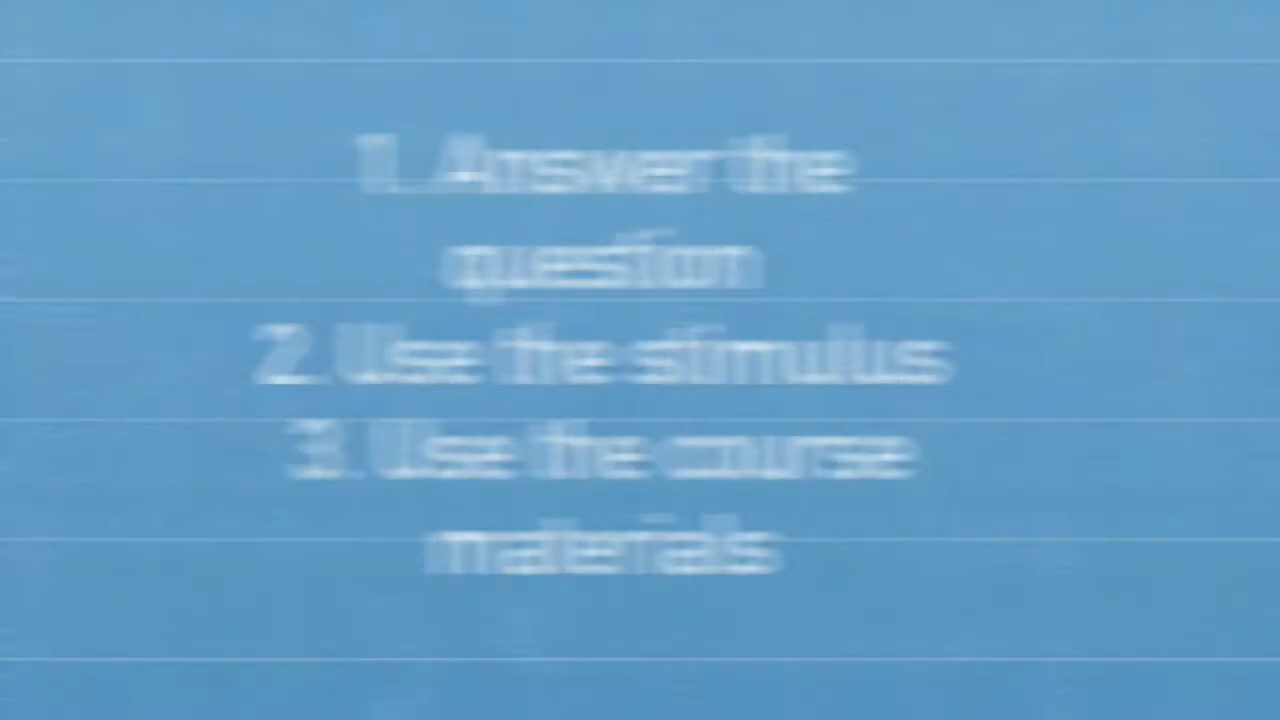 1. Answer the
question
2. Use the stimulus
3. Use the course
materials